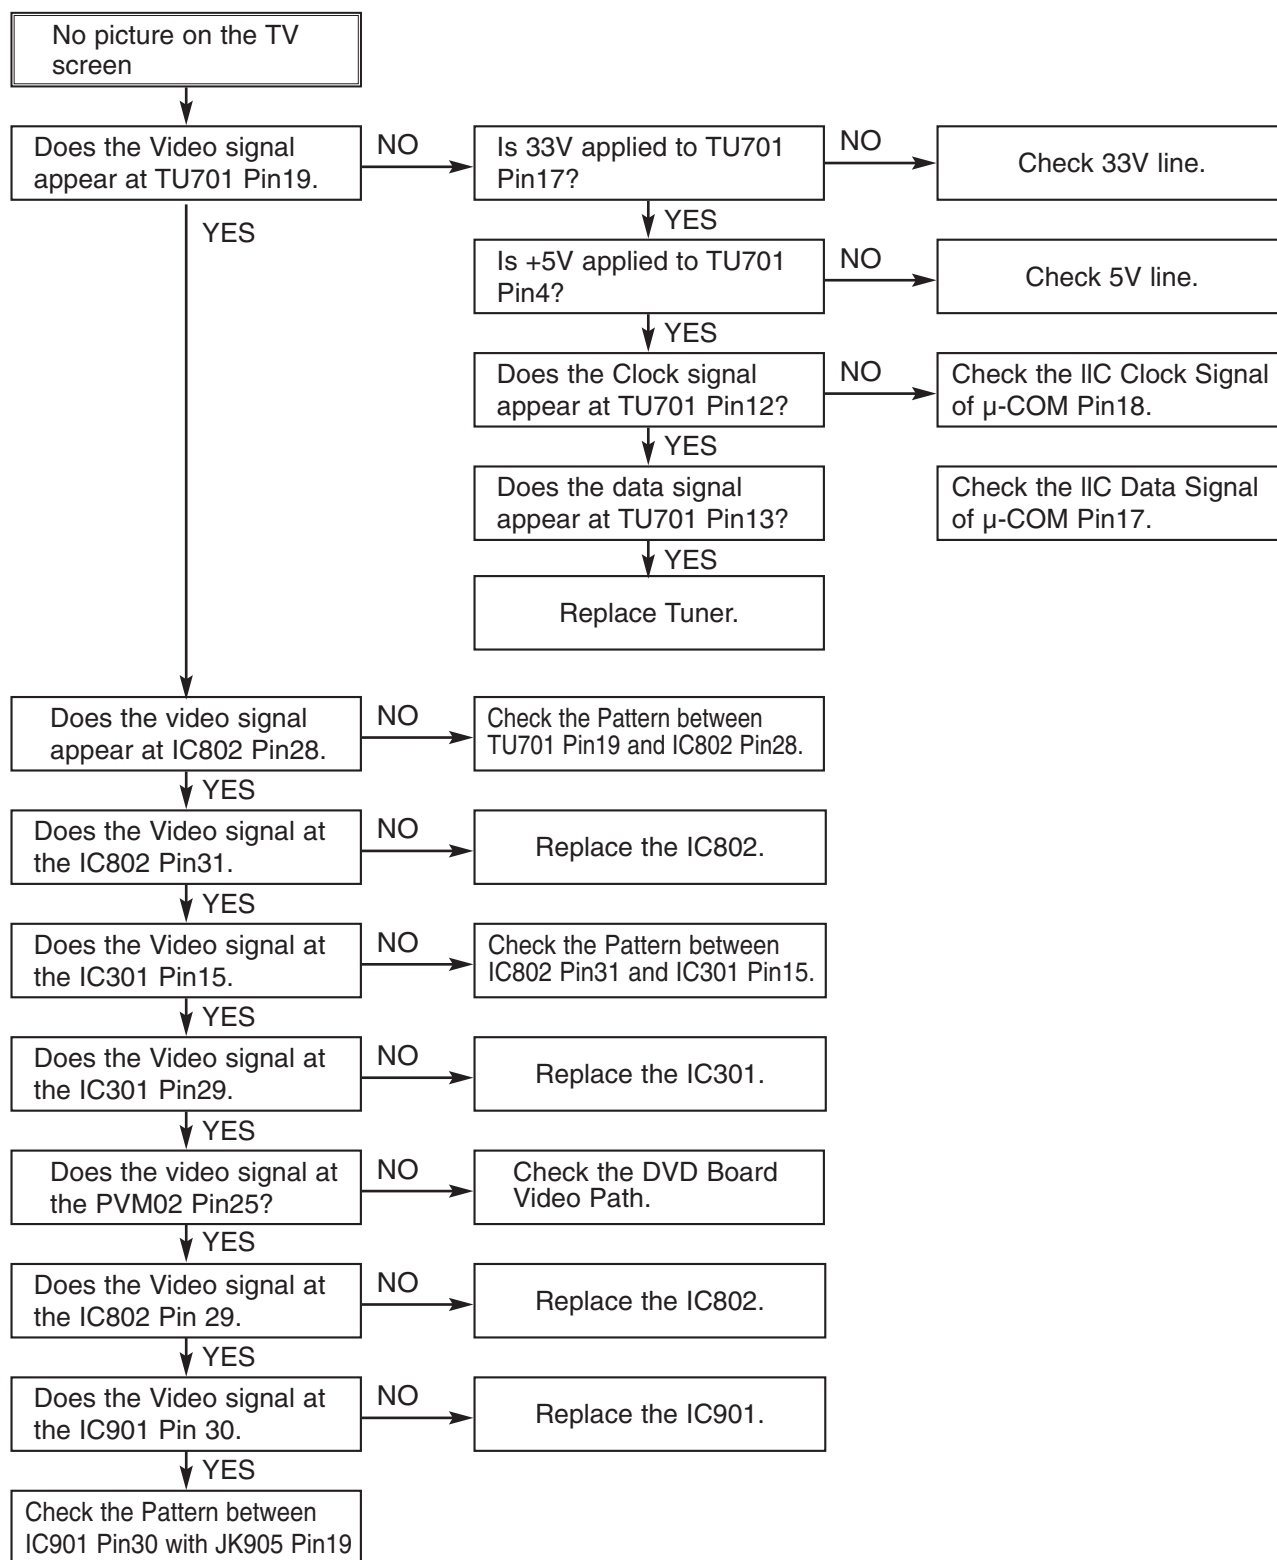 No picture on the TV
screen
Does the Video signal
appear at TU701 Pin19.
NO
Is 33V applied to TU701
Pin17?
NO
Check 33V line.
YES
YES
Is +5V applied to TU701
Pin4?
NO
Check 5V line.
YES
Does the Clock signal
appear at TU701 Pin12?
NO
Check the IIC Clock Signal
of µ-COM Pin18.
YES
Does the data signal
appear at TU701 Pin13?
Check the IIC Data Signal
of µ-COM Pin17.
YES
Replace Tuner.
Does the video signal
appear at IC802 Pin28.
NO
Check the Pattern between
TU701 Pin19 and IC802 Pin28.
YES
Does the Video signal at
the IC802 Pin31.
NO
Replace the IC802.
YES
Does the Video signal at
the IC301 Pin15.
NO
Check the Pattern between
IC802 Pin31 and IC301 Pin15.
YES
Does the Video signal at
the IC301 Pin29.
NO
Replace the IC301.
YES
Does the video signal at
the PVM02 Pin25?
NO
Check the DVD Board
Video Path.
YES
Does the Video signal at
the IC802 Pin 29.
NO
Replace the IC802.
YES
Does the Video signal at
the IC901 Pin 30.
NO
Replace the IC901.
YES
Check the Pattern between
IC901 Pin30 with JK905 Pin19